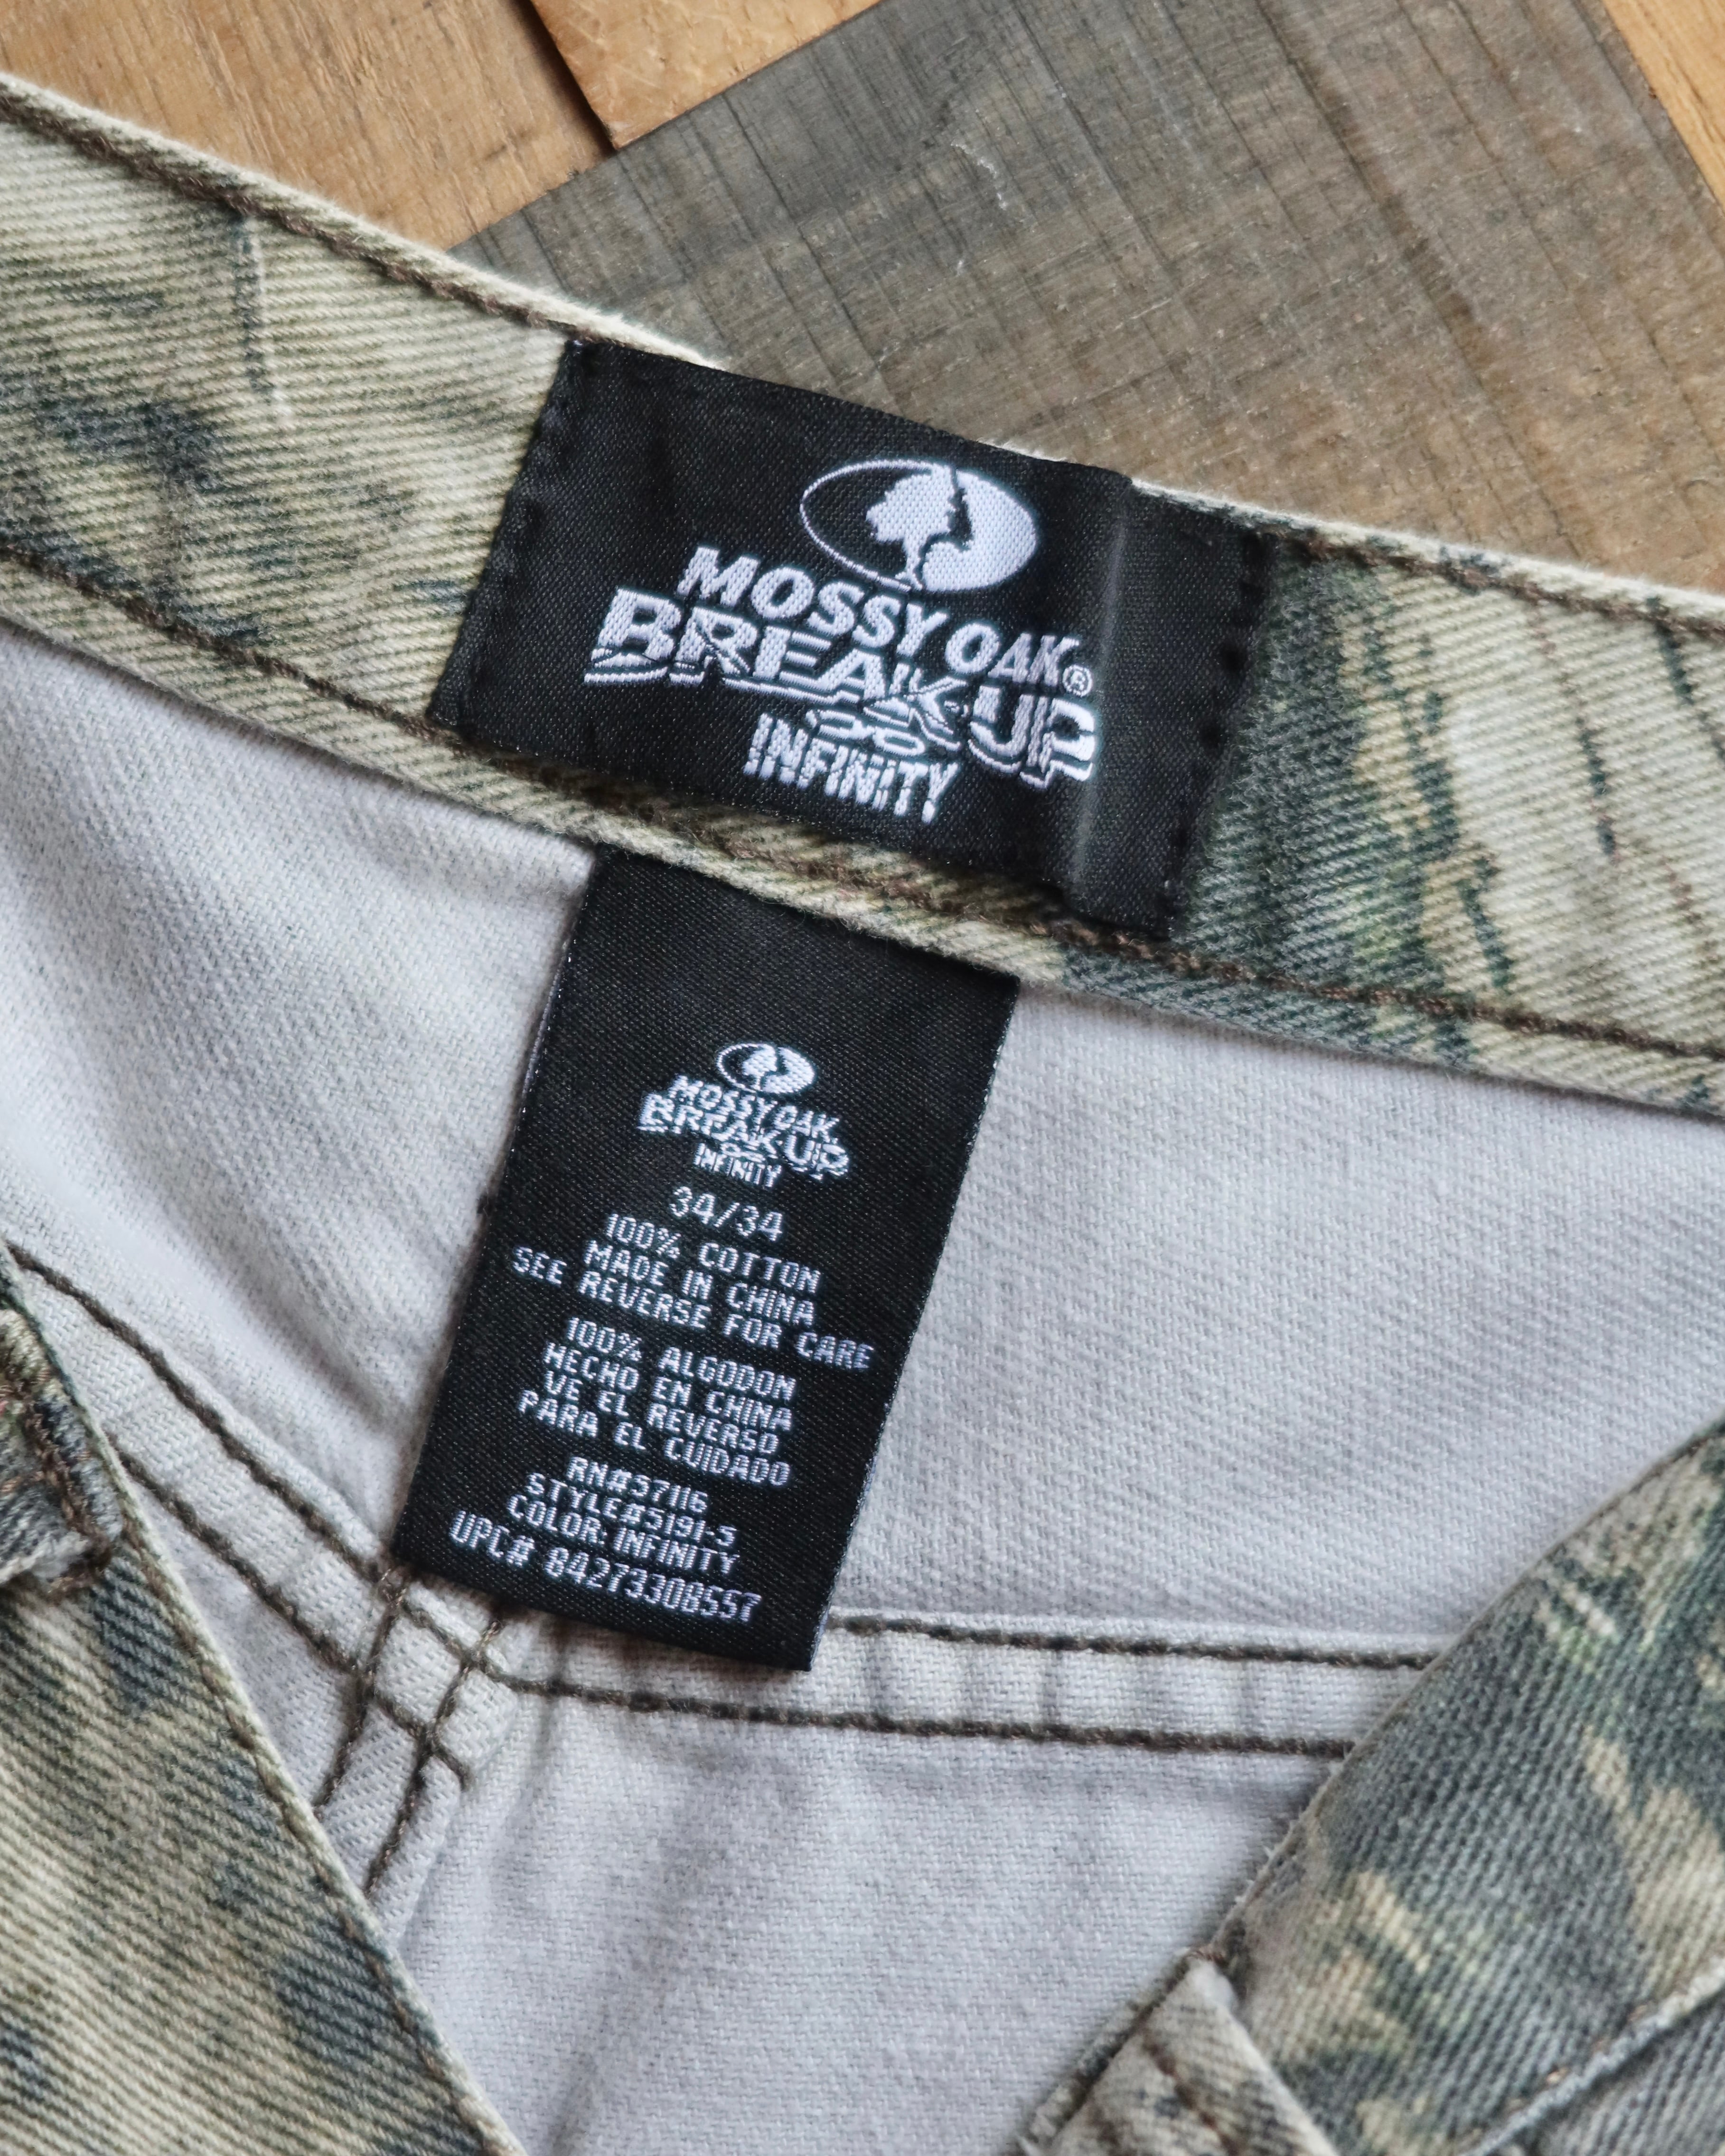 MOSSY OAK®
BREAK-UP
INFINITY
MOSSY OAK
BREAK-UP
INFINITY
34/34
100% COTTON
MADE IN CHINA
SEE REVERSE FOR CARE
100% ALGODON
HECHO EN CHINA
VE EL REVERSO
PARA EL CUIDADO
RN#57116
STYLE#5191-5
COLOR: INFINITY
UPC# 84273308557